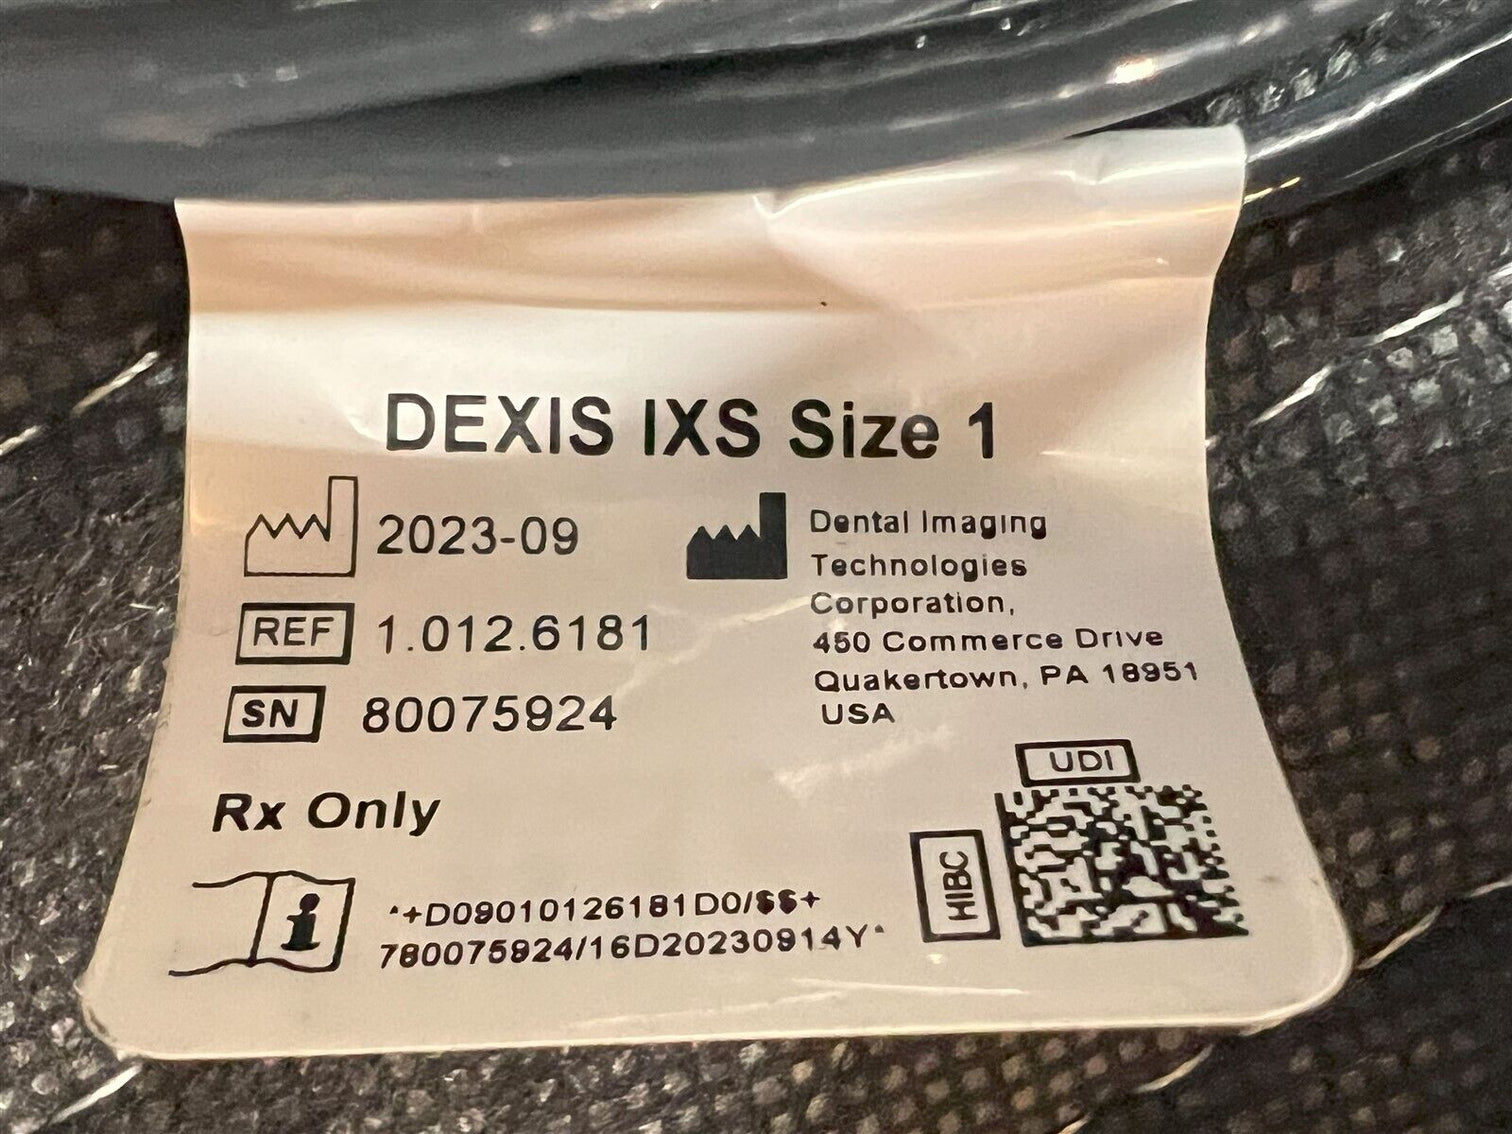 DEXIS IXS Size 1
2023-09
REF 1.012.6181
SN 80075924
Dental Imaging
Technologies
Corporation,
450 Commerce Drive
Quakertown, PA 18951
USA
Rx Only
UDI
HIBC
*+D09010126181D0/$$+
780075924/16D20230914Y*